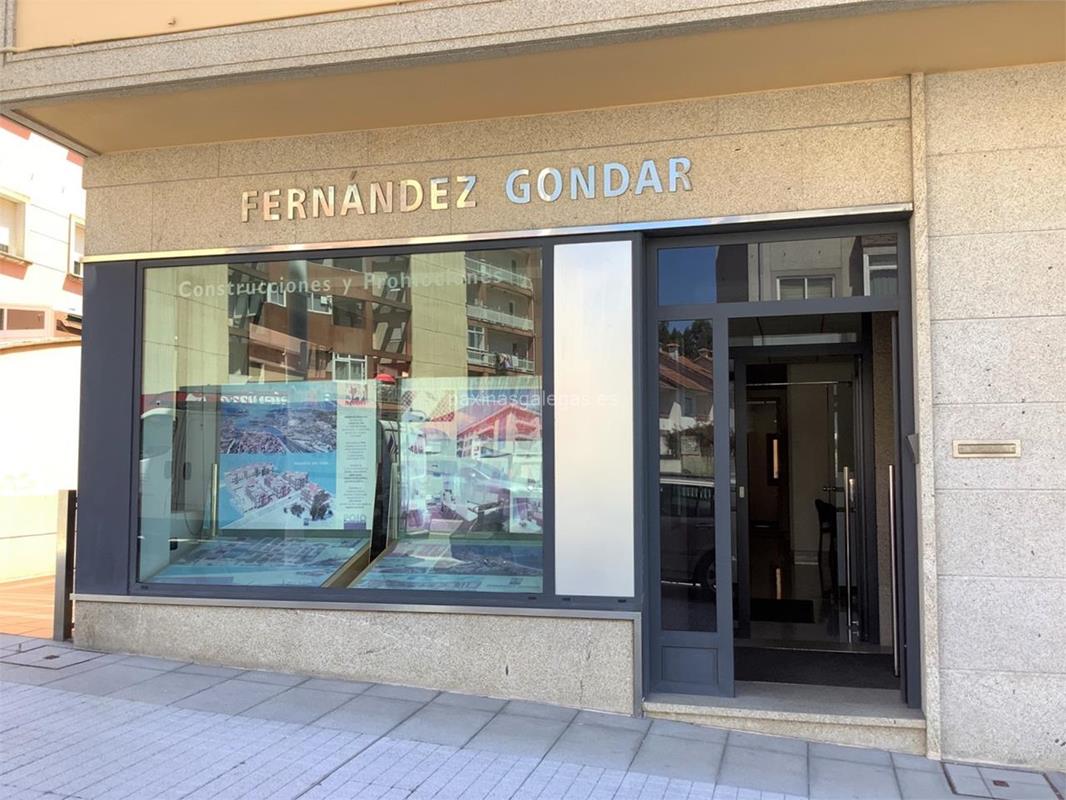 FERNÁNDEZ GONDAR
Construcciones y Promociones
paxinasgalegas.es